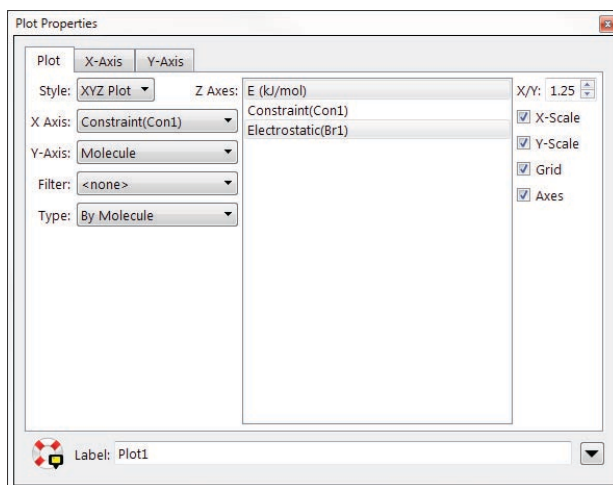 Plot Properties
Plot X-Axis Y-Axis
Style: XYZ Plot Z Axes: E (kJ/mol) X/Y: 1.25
X Axis: Constraint(Con1) Constraint(Con1) X-Scale
Electrostatic(Br1)
Y-Axis: Molecule Y-Scale
Filter: <none> Grid
Type: By Molecule Axes
Label: Plot1